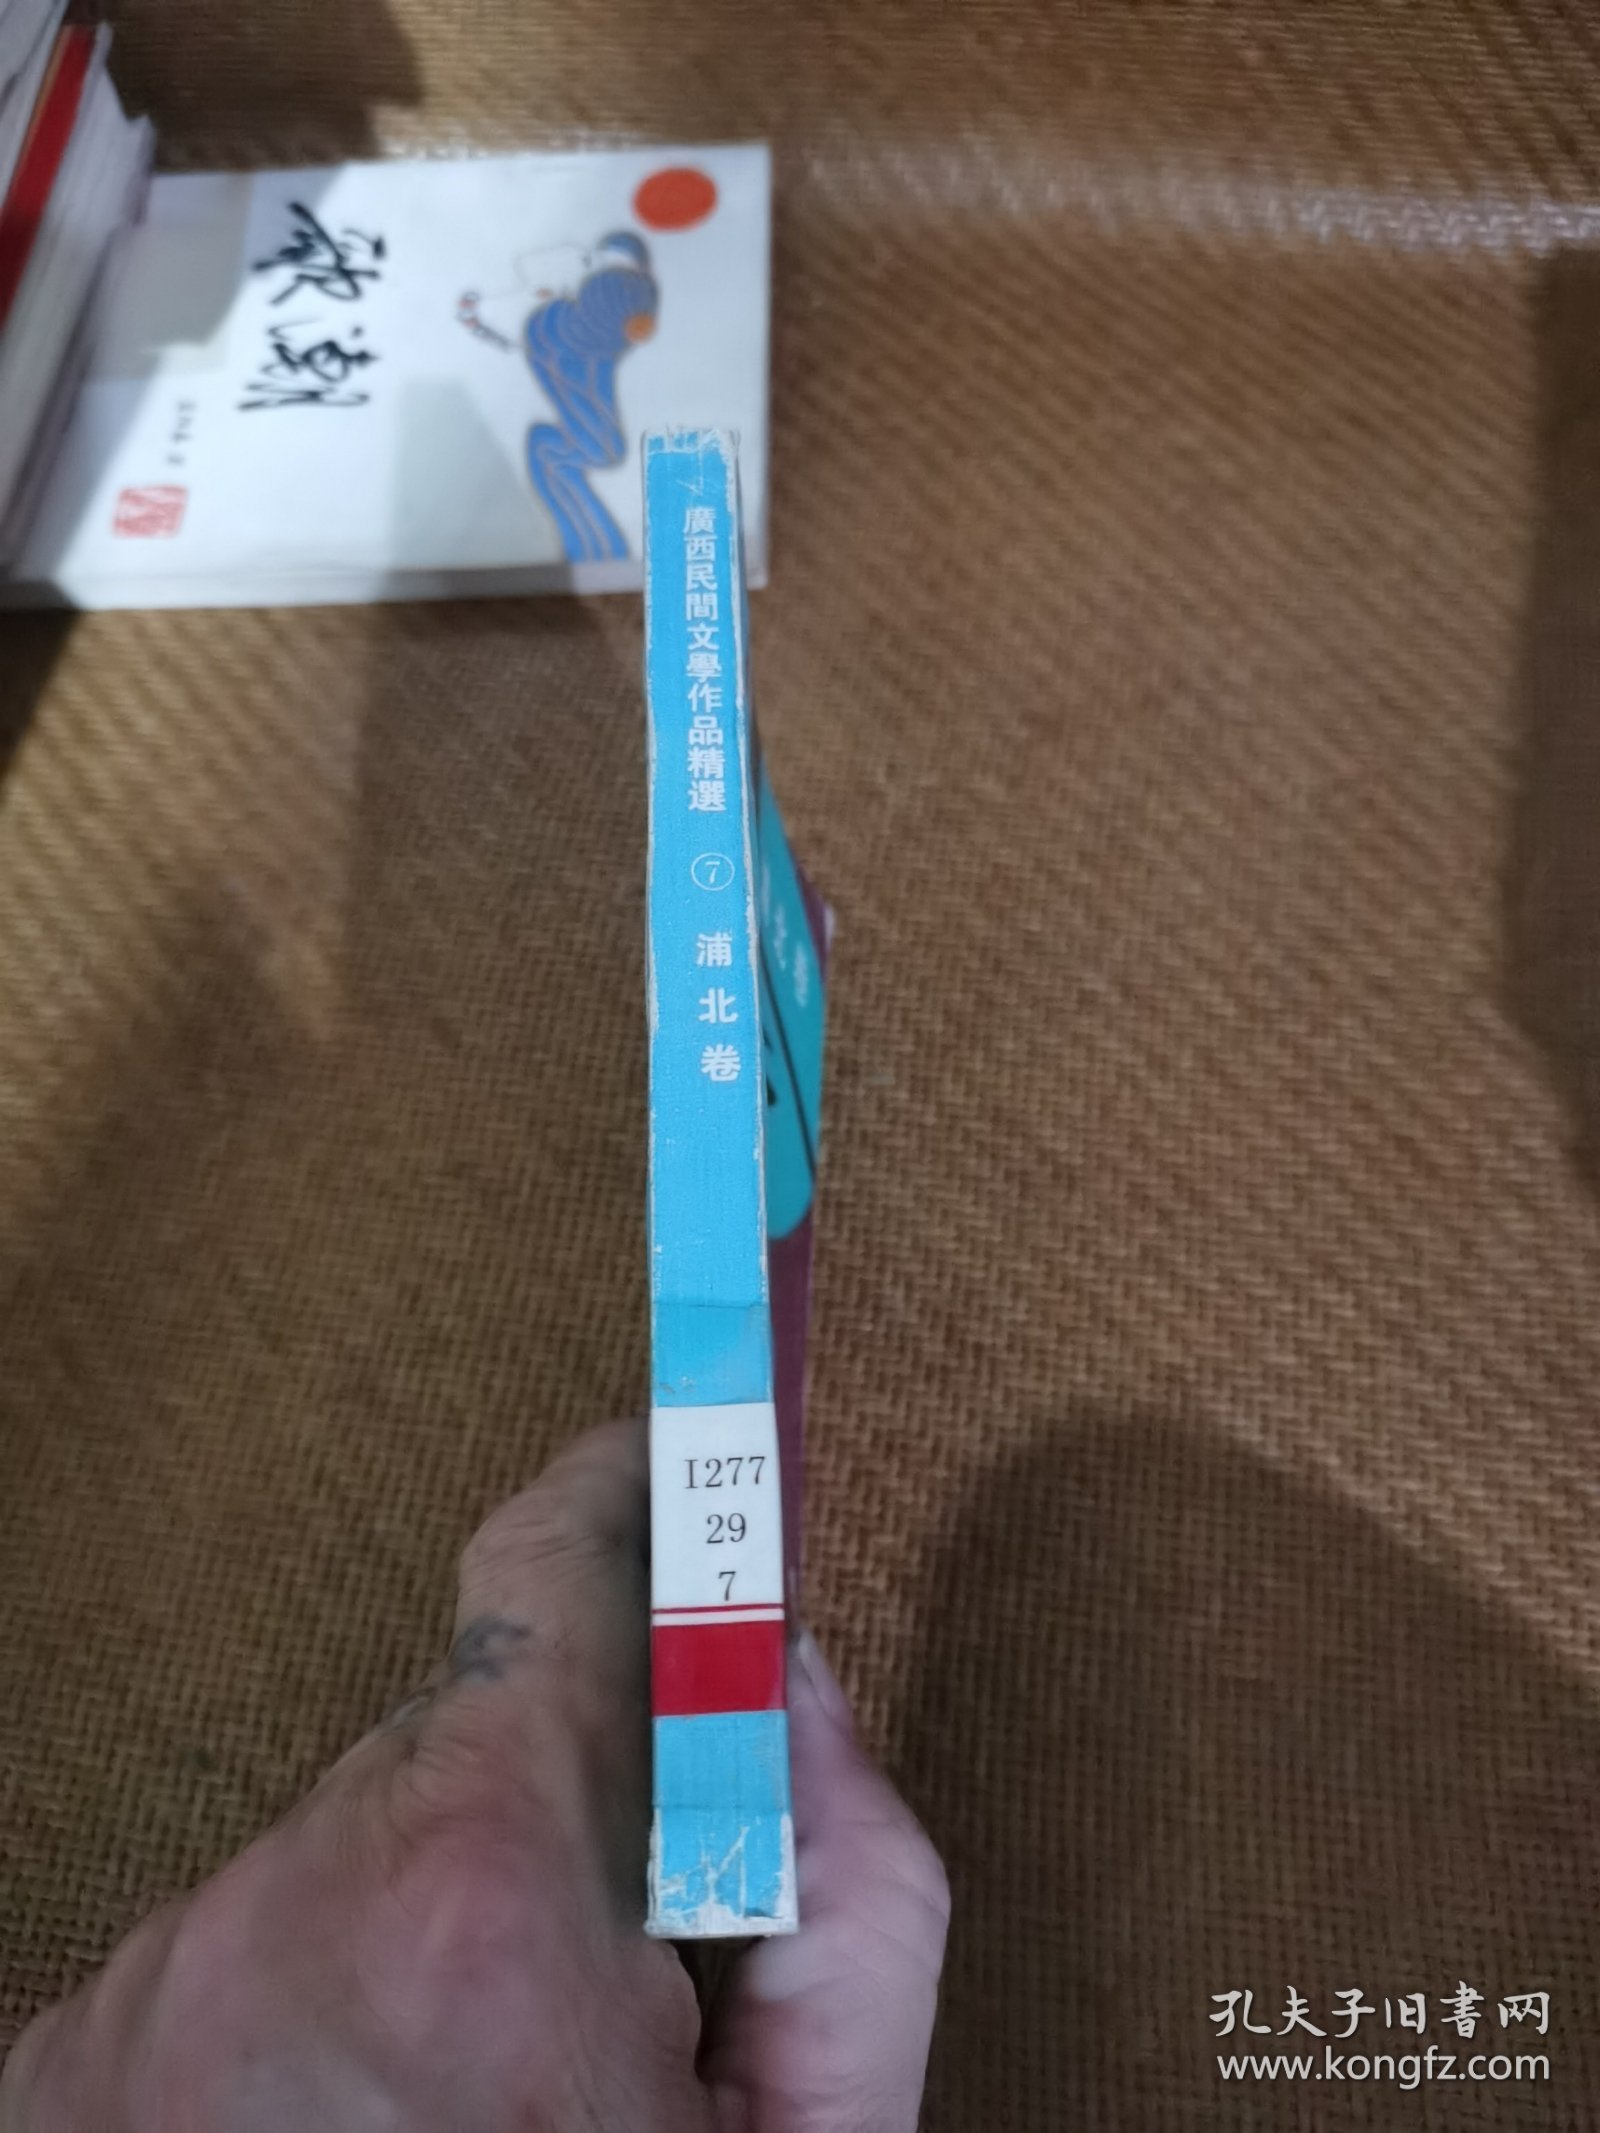 廣西民間文學作品精選 ⑦ 浦北卷
I277
29
7
孔夫子旧書网
www.kongfz.com